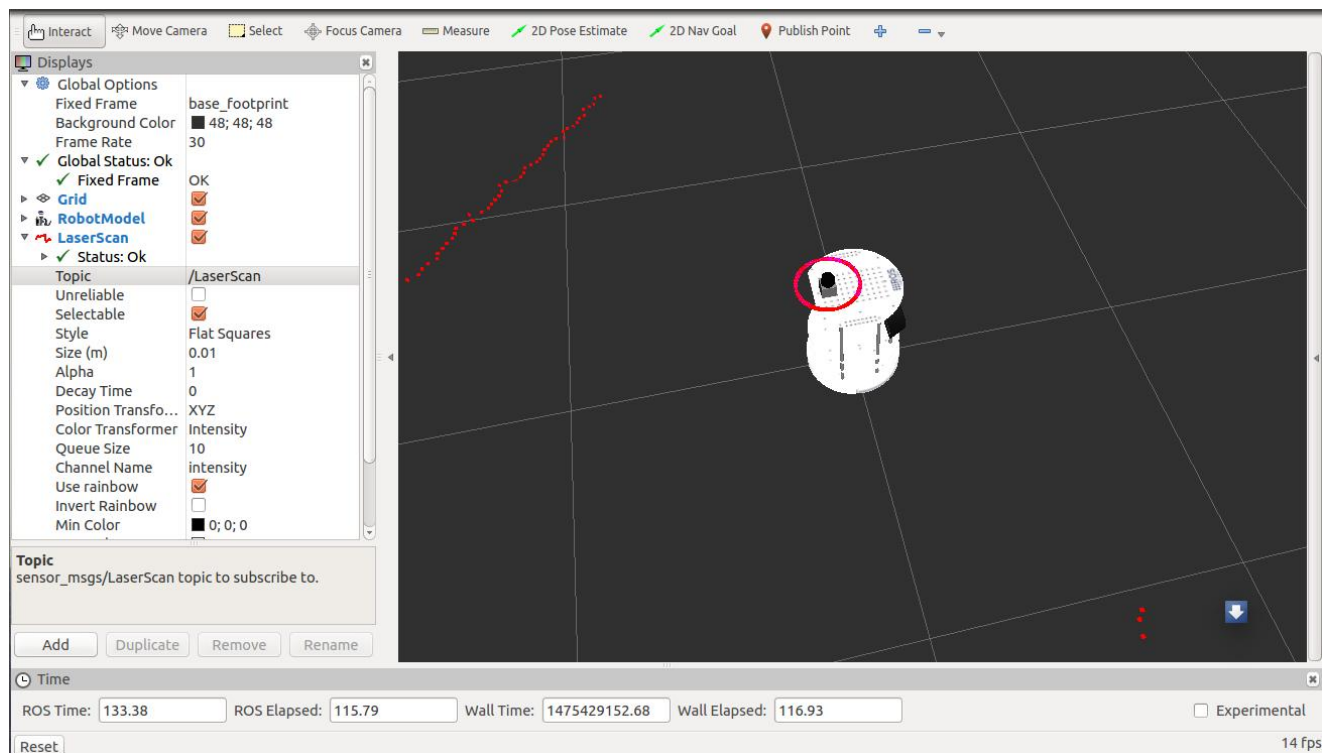 Interact Move Camera Select Focus Camera Measure 2D Pose Estimate 2D Nav Goal Publish Point
Displays
Global Options
Fixed Frame base_footprint
Background Color 48; 48; 48
Frame Rate 30
Global Status: Ok
Fixed Frame OK
Grid
RobotModel
LaserScan
Status: Ok
Topic /LaserScan
Unreliable
Selectable
Style Flat Squares
Size (m) 0.01
Alpha 1
Decay Time 0
Position Transfo... XYZ
Color Transformer Intensity
Queue Size 10
Channel Name intensity
Use rainbow
Invert Rainbow
Min Color 0; 0; 0
Topic
sensor_msgs/LaserScan topic to subscribe to.
Add Duplicate Remove Rename
Time
ROS Time: 133.38 ROS Elapsed: 115.79 Wall Time: 1475429152.68 Wall Elapsed: 116.93 Experimental
Reset 14 fps